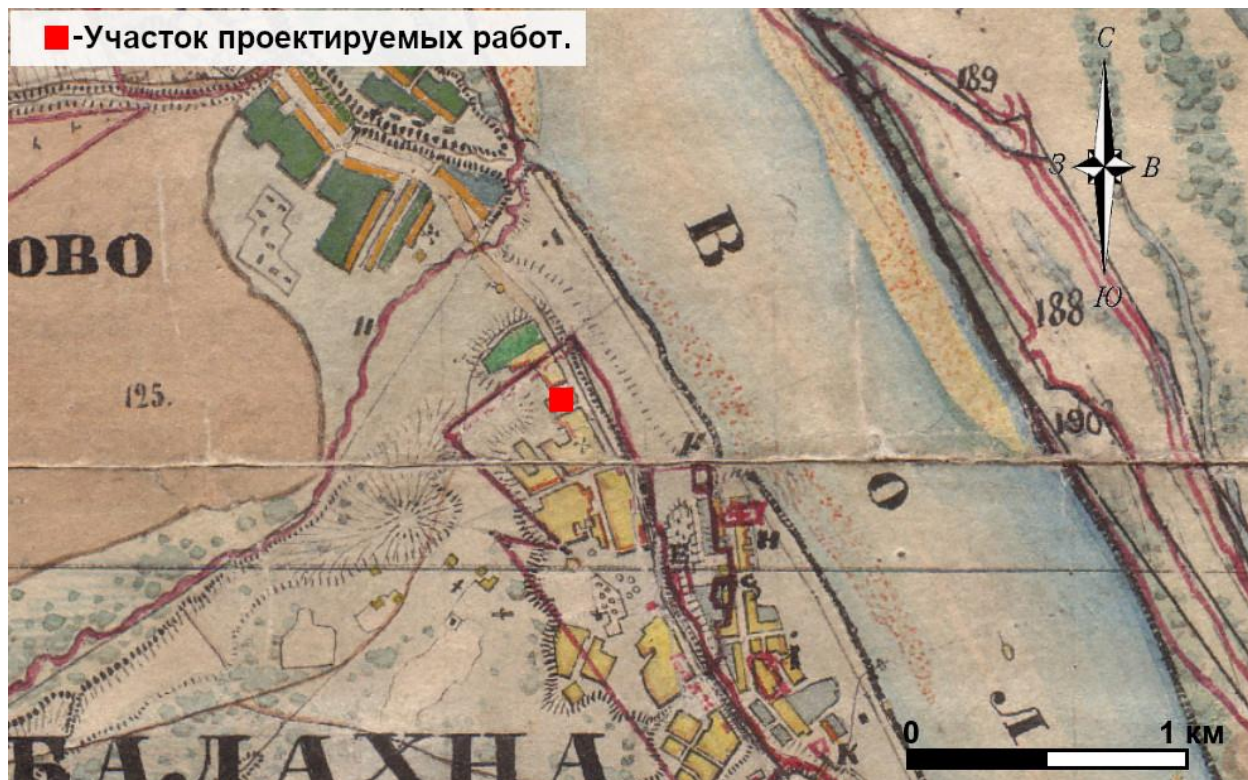 -Участок проектируемых работ.
С
189
З
В
ОВО
В
188
Ю
И
125.
190
К
О
Н
Л
К
0
1 км
БАЛАХНА